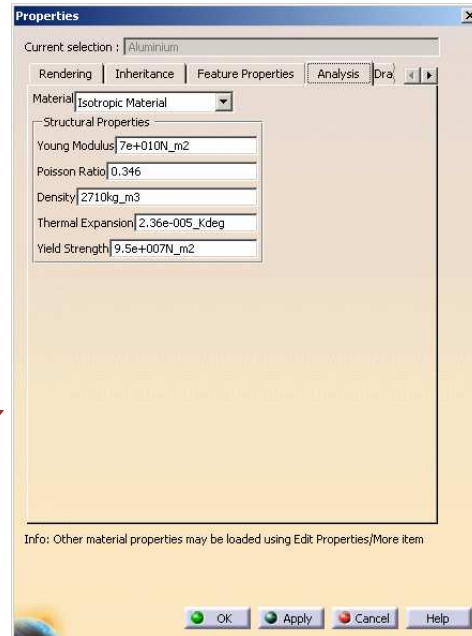 Properties
Current selection : Aluminium
Rendering Inheritance Feature Properties Analysis Dra
Material Isotropic Material
Structural Properties
Young Modulus 7e+010N_m2
Poisson Ratio 0.346
Density 2710kg_m3
Thermal Expansion 2.36e-005_Kdeg
Yield Strength 9.5e+007N_m2
Info: Other material properties may be loaded using Edit Properties/More item
OK Apply Cancel Help